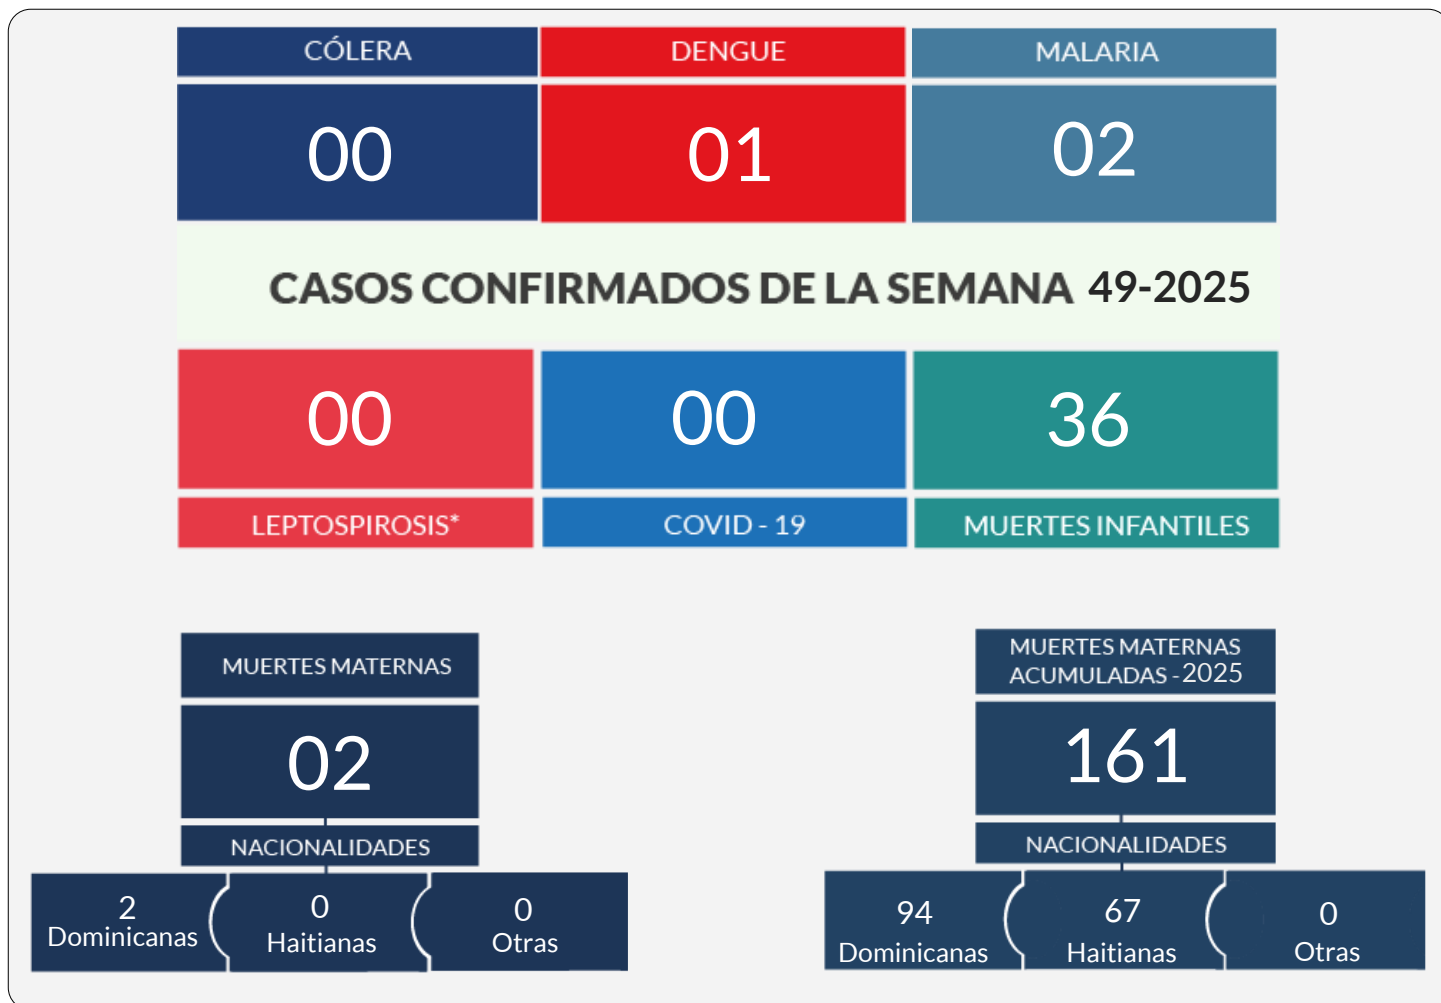 CÓLERA
DENGUE
MALARIA
00
01
02
CASOS CONFIRMADOS DE LA SEMANA 49-2025
00
00
36
LEPTOSPIROSIS*
COVID - 19
MUERTES INFANTILES
MUERTES MATERNAS
02
NACIONALIDADES
2
Dominicanas
0
Haitianas
0
Otras
MUERTES MATERNAS
ACUMULADAS - 2025
161
NACIONALIDADES
94
Dominicanas
67
Haitianas
0
Otras